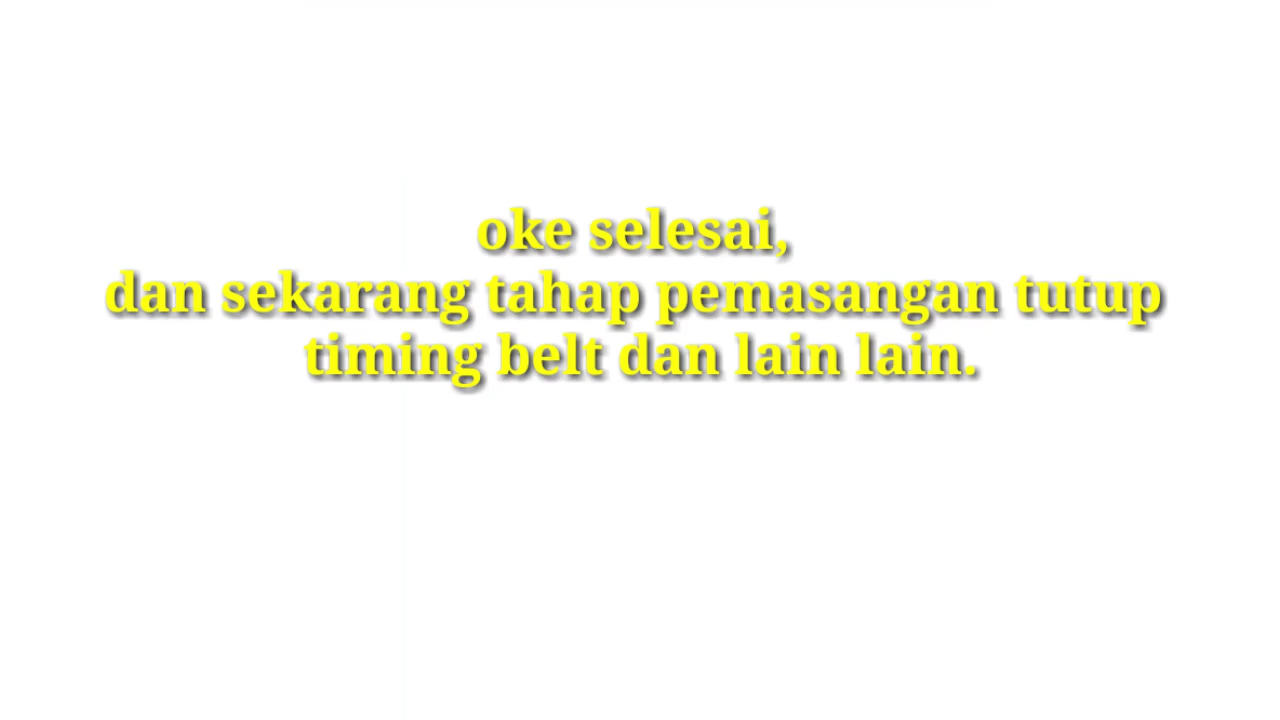 oke selesai,
dan sekarang tahap pemasangan tutup
timing belt dan lain lain.